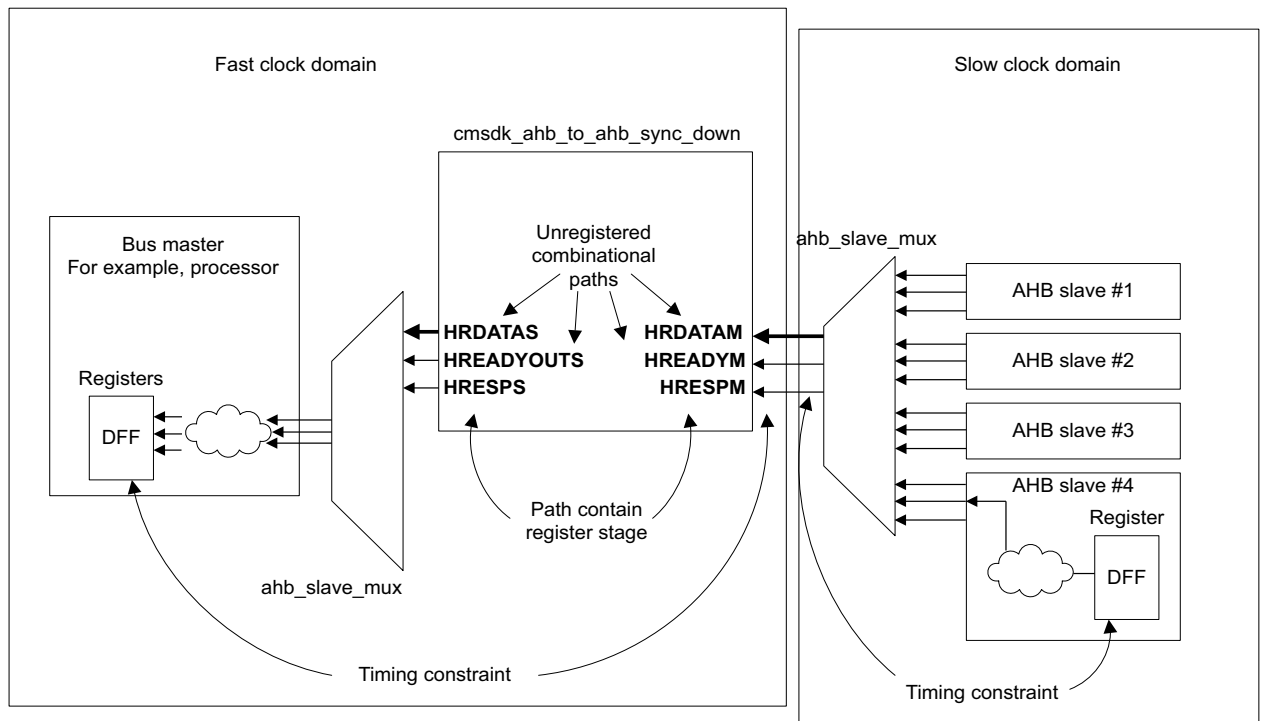 Fast clock domain
Slow clock domain
cmsdk_ahb_to_ahb_sync_down
Bus master
For example, processor
Unregistered
combinational
paths
ahb_slave_mux
AHB slave #1
HRDATAS
HRDATAM
HREADYOUTS
HREADYM
AHB slave #2
HRESPS
HRESPM
Registers
DFF
AHB slave #3
AHB slave #4
Path contain
register stage
Register
DFF
ahb_slave_mux
Timing constraint
Timing constraint